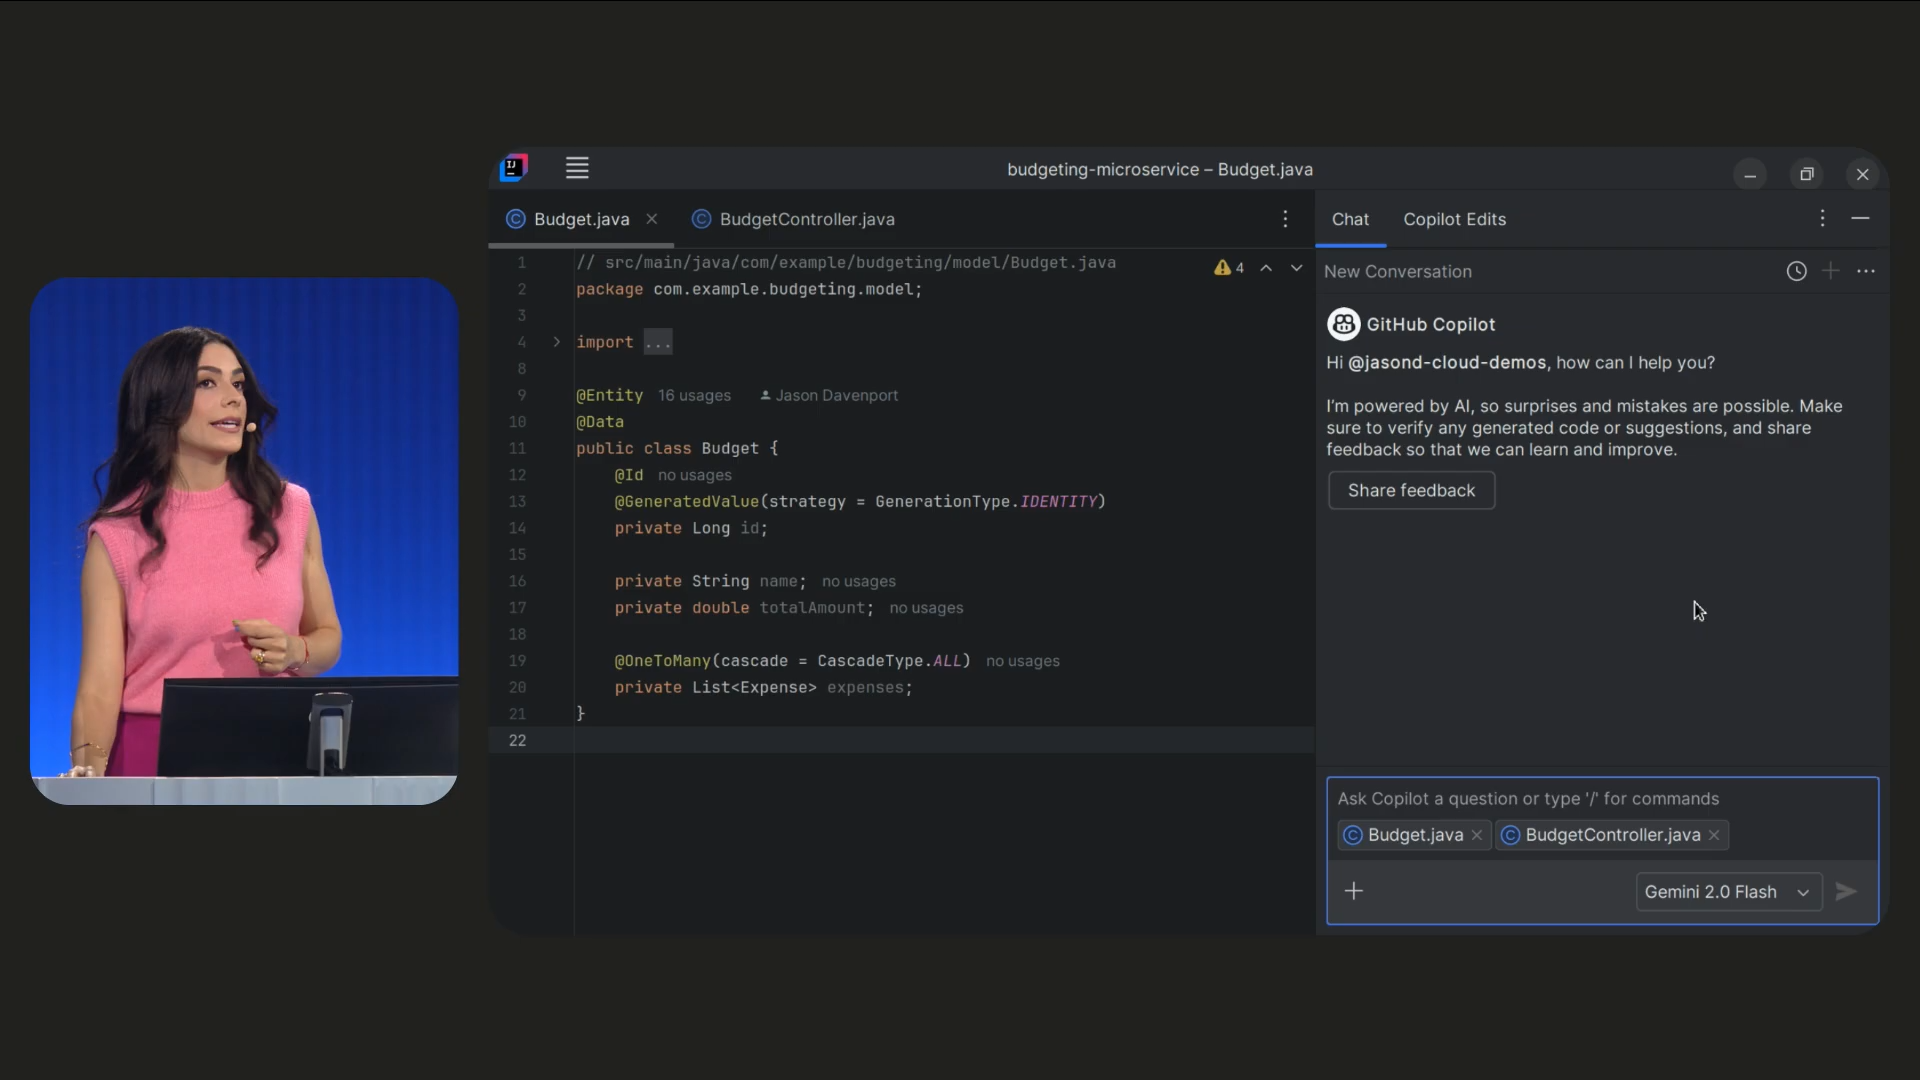 IJ
budgeting-microservice – Budget.java
Budget.java
BudgetController.java
Chat
Copilot Edits
1 // src/main/java/com/example/budgeting/model/Budget.java
4
2 package com.example.budgeting.model;
3
4 import ...
8
9 @Entity 16 usages Jason Davenport
10 @Data
11 public class Budget {
12 @Id no usages
13 @GeneratedValue(strategy = GenerationType.IDENTITY)
14 private Long id;
15
16 private String name; no usages
17 private double totalAmount; no usages
18
19 @OneToMany(cascade = CascadeType.ALL) no usages
20 private List<Expense> expenses;
21 }
22
New Conversation
GitHub Copilot
Hi @jasond-cloud-demos, how can I help you?
I'm powered by AI, so surprises and mistakes are possible. Make
sure to verify any generated code or suggestions, and share
feedback so that we can learn and improve.
Share feedback
Ask Copilot a question or type '/' for commands
Budget.java
BudgetController.java
Gemini 2.0 Flash